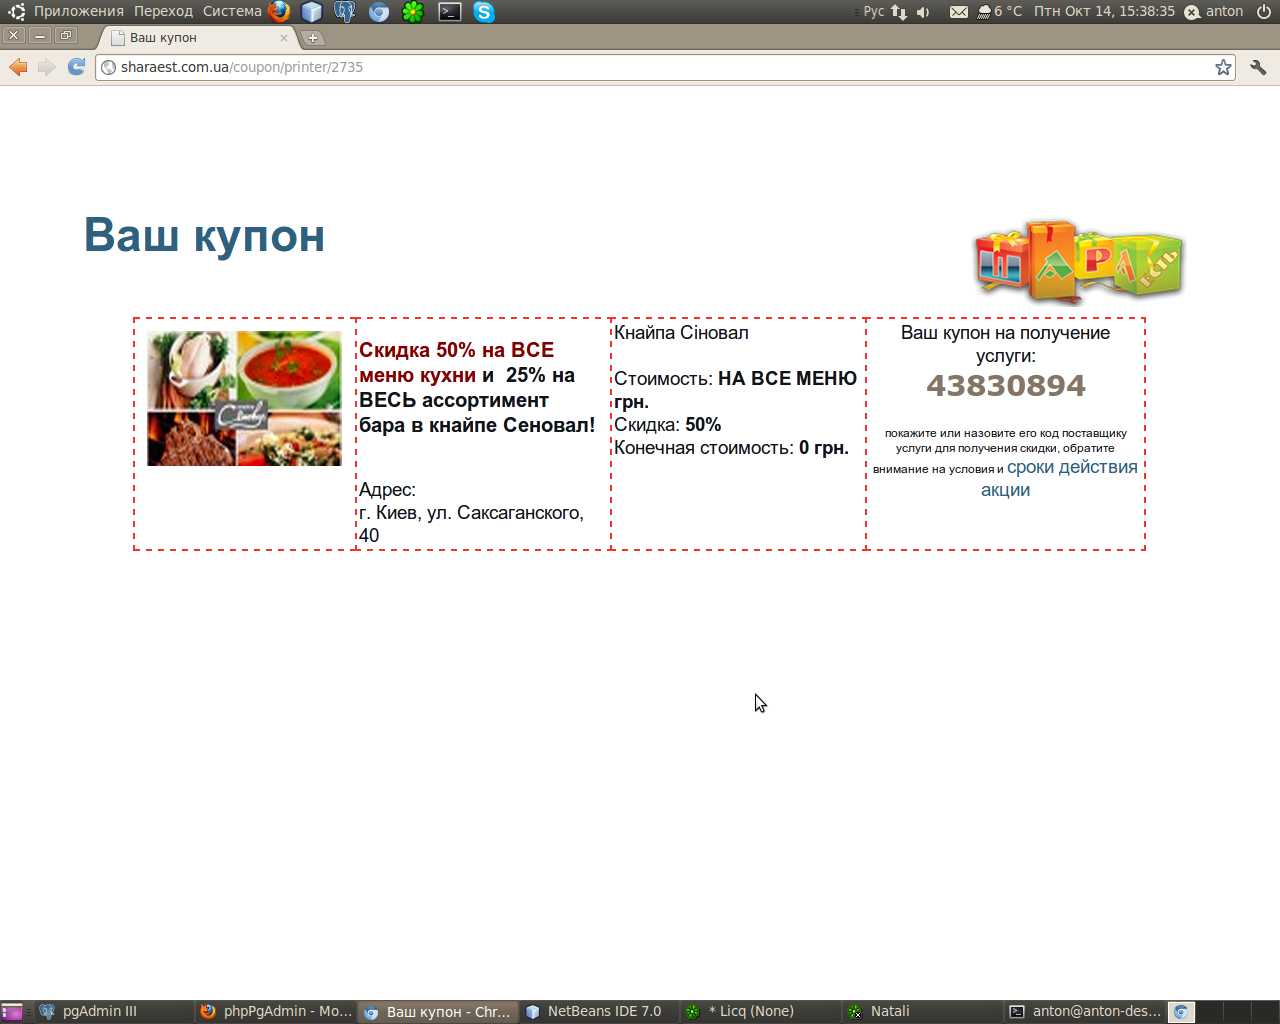 Приложения Переход Система
Рус
6 °C Птн Окт 14, 15:38:35 anton
Ваш купон
sharaest.com.ua/coupon/printer/2735
Ваш купон
ШАРА
ЕСТЬ
Скидка 50% на ВСЕ
меню кухни и 25% на
ВЕСЬ ассортимент
бара в кнайпе Сеновал!
Адрес:
г. Киев, ул. Саксаганского,
40
Кнайпа Сіновал
Стоимость: НА ВСЕ МЕНЮ
грн.
Скидка: 50%
Конечная стоимость: 0 грн.
Ваш купон на получение
услуги:
43830894
покажите или назовите его код поставщику
услуги для получения скидки, обратите
внимание на условия и сроки действия
акции
pgAdmin III
phpPgAdmin - Mo...
Ваш купон - Chr...
NetBeans IDE 7.0
* Licq (None)
Natali
anton@anton-des...